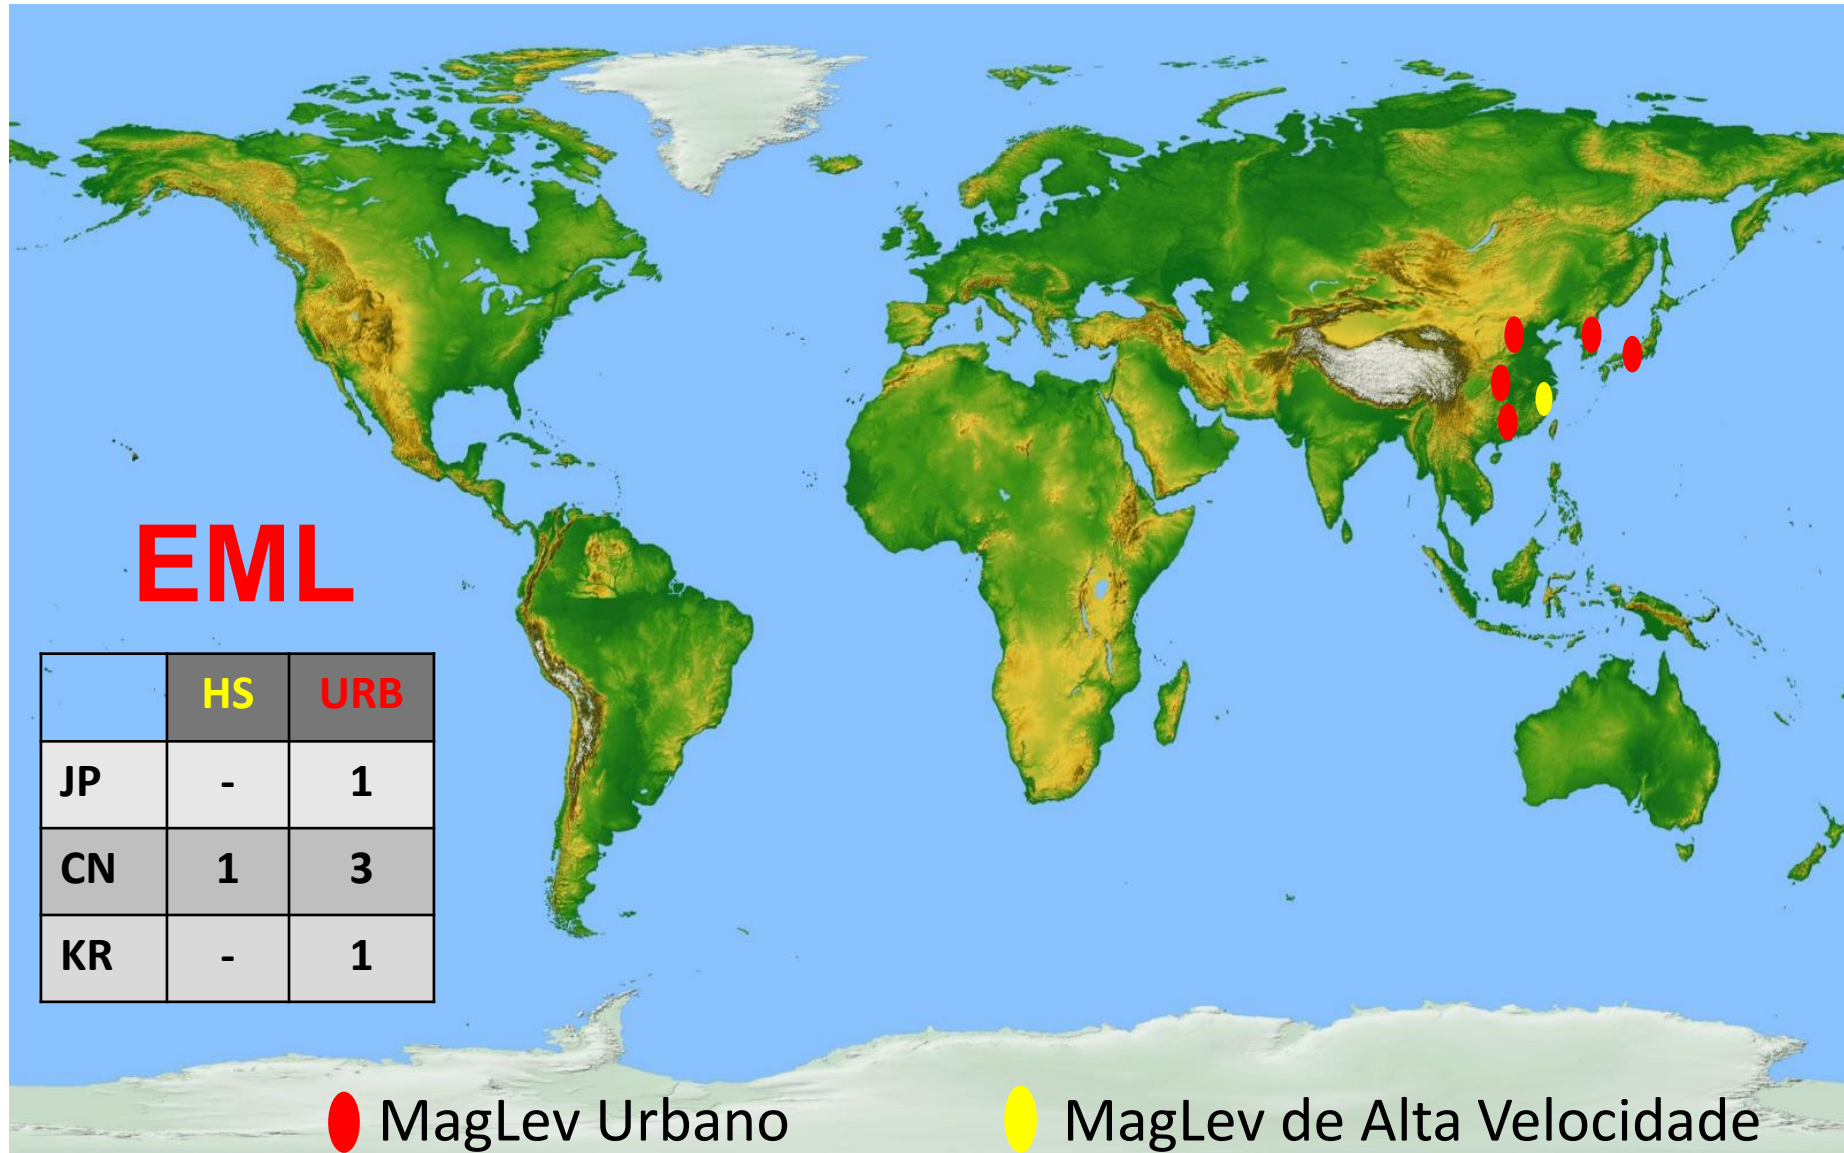 EML
HS URB
JP - 1
CN 1 3
KR - 1
MagLev Urbano MagLev de Alta Velocidade